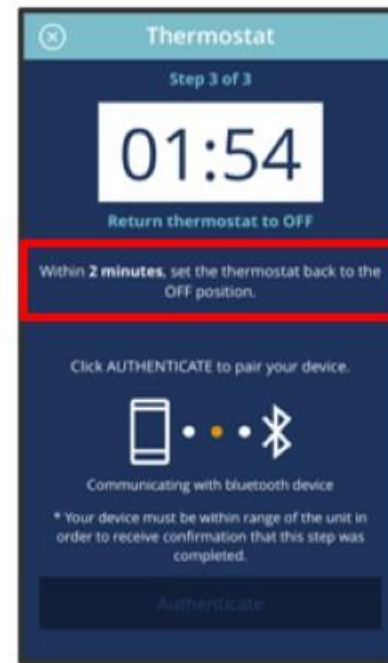 Thermostat
Step 3 of 3
01:54
Return thermostat to OFF
Within 2 minutes, set the thermostat back to the
OFF position.
Click AUTHENTICATE to pair your device.
Communicating with bluetooth device
* Your device must be within range of the unit in
order to receive confirmation that this step was
completed.
Authenticate